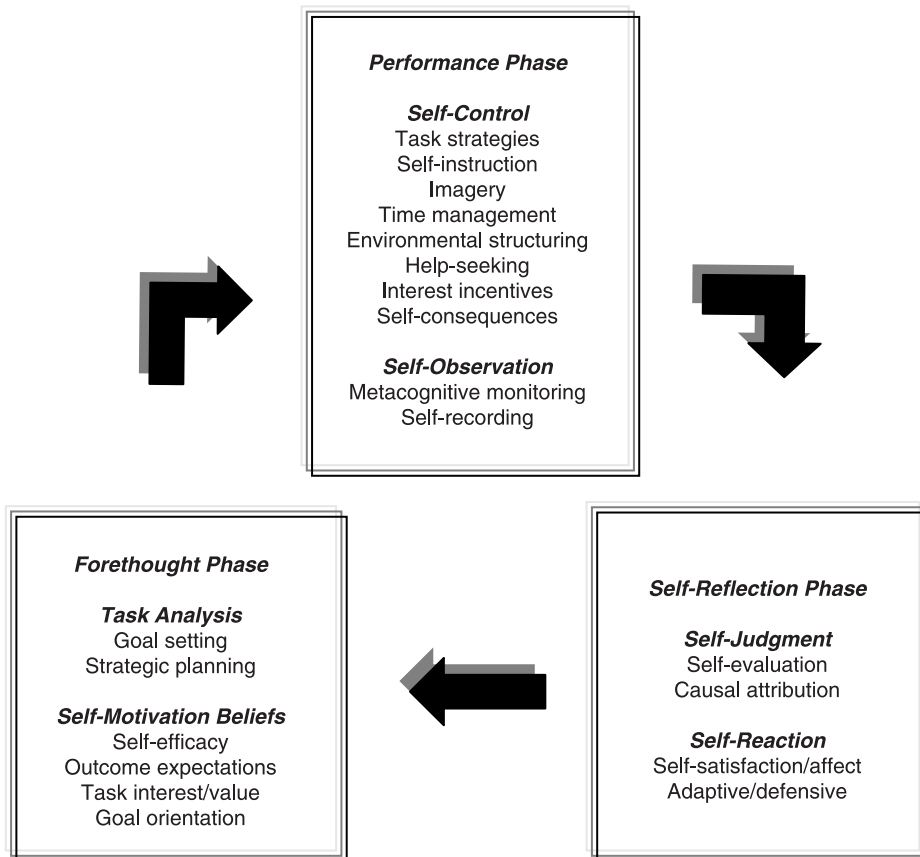 Performance Phase
Self-Control
Task strategies
Self-instruction
Imagery
Time management
Environmental structuring
Help-seeking
Interest incentives
Self-consequences
Self-Observation
Metacognitive monitoring
Self-recording
Forethought Phase
Task Analysis
Goal setting
Strategic planning
Self-Motivation Beliefs
Self-efficacy
Outcome expectations
Task interest/value
Goal orientation
Self-Reflection Phase
Self-Judgment
Self-evaluation
Causal attribution
Self-Reaction
Self-satisfaction/affect
Adaptive/defensive